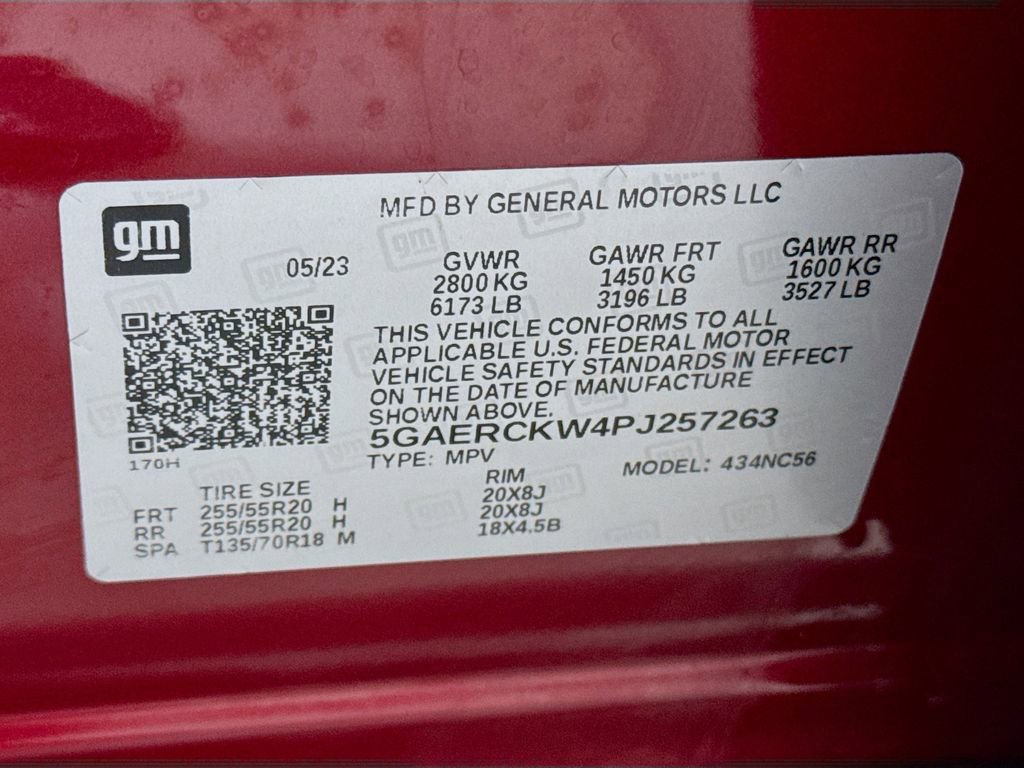 gm
MFD BY GENERAL MOTORS LLC
05/23
GVWR
2800 KG
6173 LB
GAWR FRT
1450 KG
3196 LB
GAWR RR
1600 KG
3527 LB
THIS VEHICLE CONFORMS TO ALL
APPLICABLE U.S. FEDERAL MOTOR
VEHICLE SAFETY STANDARDS IN EFFECT
ON THE DATE OF MANUFACTURE
SHOWN ABOVE.
5GAERCKW4PJ257263
TYPE: MPV
MODEL: 434NC56
170H
TIRE SIZE
RIM
FRT 255/55R20 H 20X8J
RR 255/55R20 H 20X8J
SPA T135/70R18 M 18X4.5B